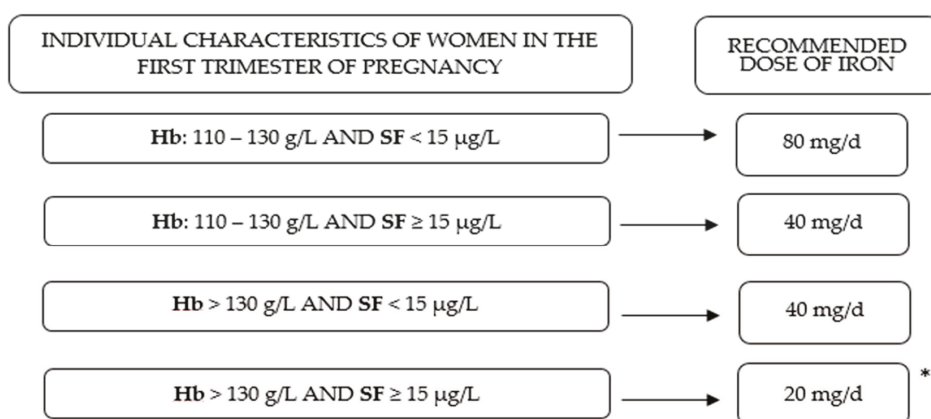 INDIVIDUAL CHARACTERISTICS OF WOMEN IN THE
FIRST TRIMESTER OF PREGNANCY
RECOMMENDED
DOSE OF IRON
Hb: 110 – 130 g/L AND SF < 15 µg/L
80 mg/d
Hb: 110 – 130 g/L AND SF ≥ 15 µg/L
40 mg/d
Hb > 130 g/L AND SF < 15 µg/L
40 mg/d
Hb > 130 g/L AND SF ≥ 15 µg/L
20 mg/d *